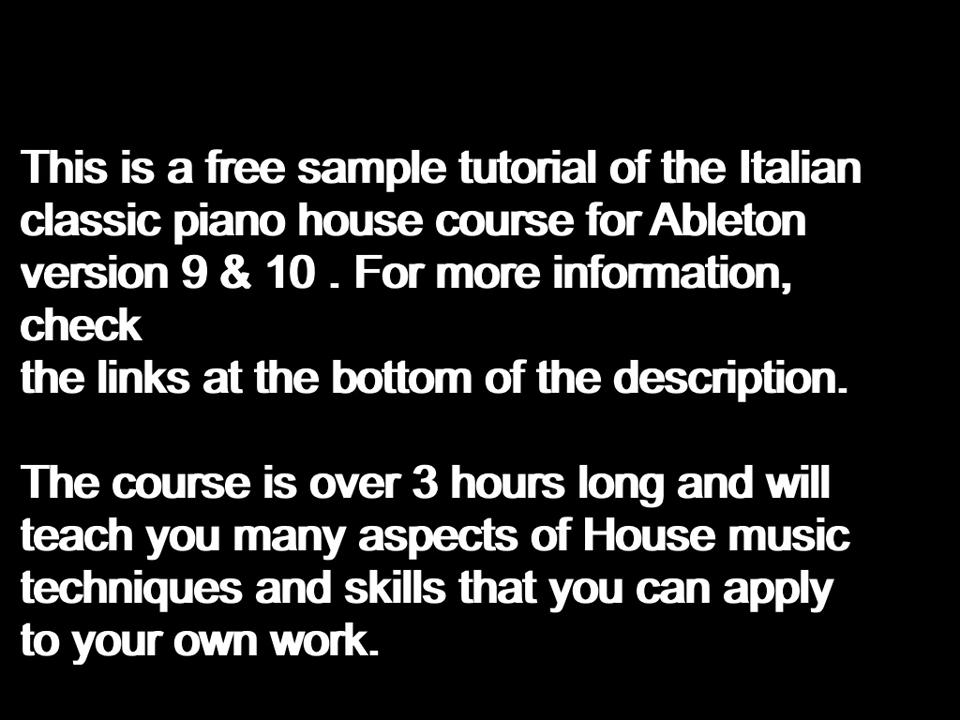 This is a free sample tutorial of the Italian
classic piano house course for Ableton
version 9 & 10 . For more information,
check
the links at the bottom of the description.
The course is over 3 hours long and will
teach you many aspects of House music
techniques and skills that you can apply
to your own work.